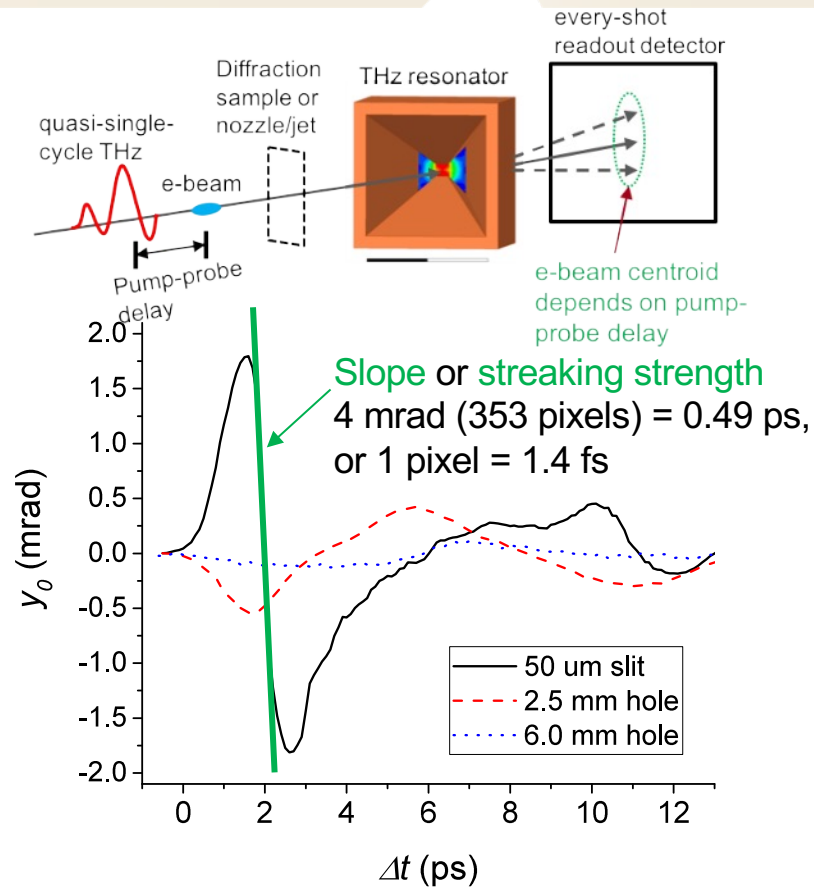 every-shot
readout detector
Diffraction
sample or
nozzle/jet
THz resonator
quasi-single-
cycle THz
e-beam
Pump-probe
delay
e-beam centroid
depends on pump-
probe delay
Slope or streaking strength
4 mrad (353 pixels) = 0.49 ps,
or 1 pixel = 1.4 fs
y₀ (mrad)
2.0
1.5
1.0
0.5
0.0
-0.5
-1.0
-1.5
-2.0
50 um slit
2.5 mm hole
6.0 mm hole
0 2 4 6 8 10 12
Δt (ps)